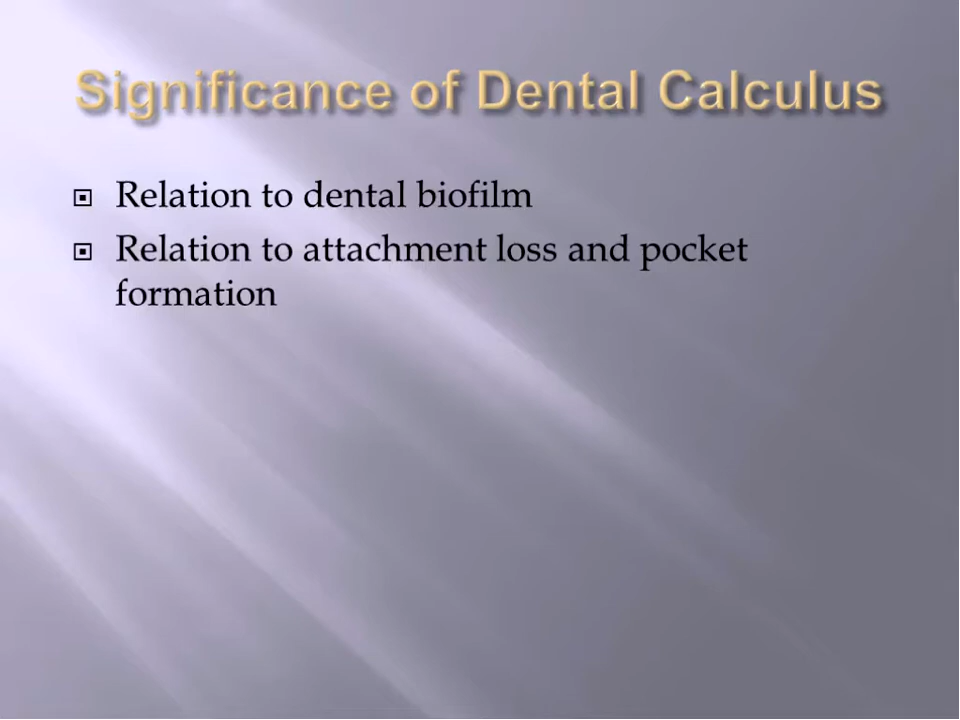 Significance of Dental Calculus
Relation to dental biofilm
Relation to attachment loss and pocket
formation